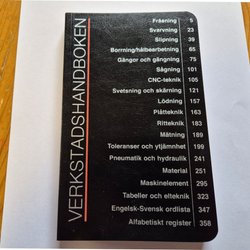 VERKSTADSHANDBOKEN
Fräsning 5
Svarvning 23
Slipning 39
Borrning/hålbearbetning 65
Gängor och gängning 75
Sågning 101
CNC-teknik 105
Svetsning och skärning 121
Lödning 157
Plåtteknik 163
Ritteknik 183
Mätning 189
Toleranser och ytjämnhet 199
Pneumatik och hydraulik 241
Material 251
Maskinelement 295
Tabeller och elteknik 323
Engelsk-Svensk ordlista 347
Alfabetiskt register 358